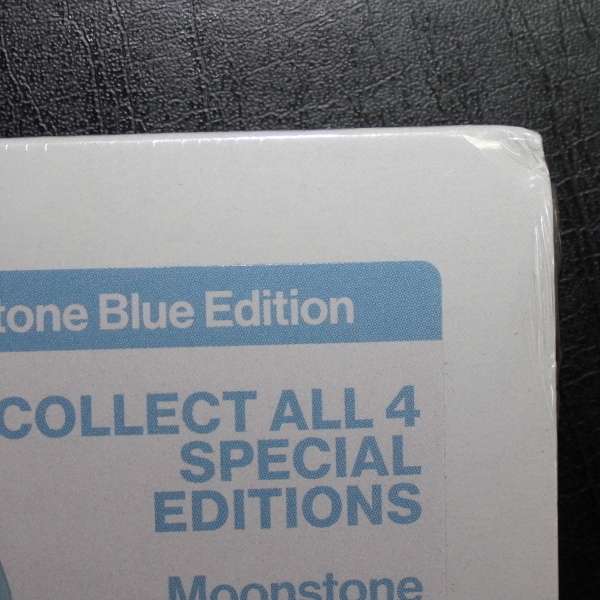 tone Blue Edition
COLLECT ALL 4
SPECIAL
EDITIONS
Moonstone